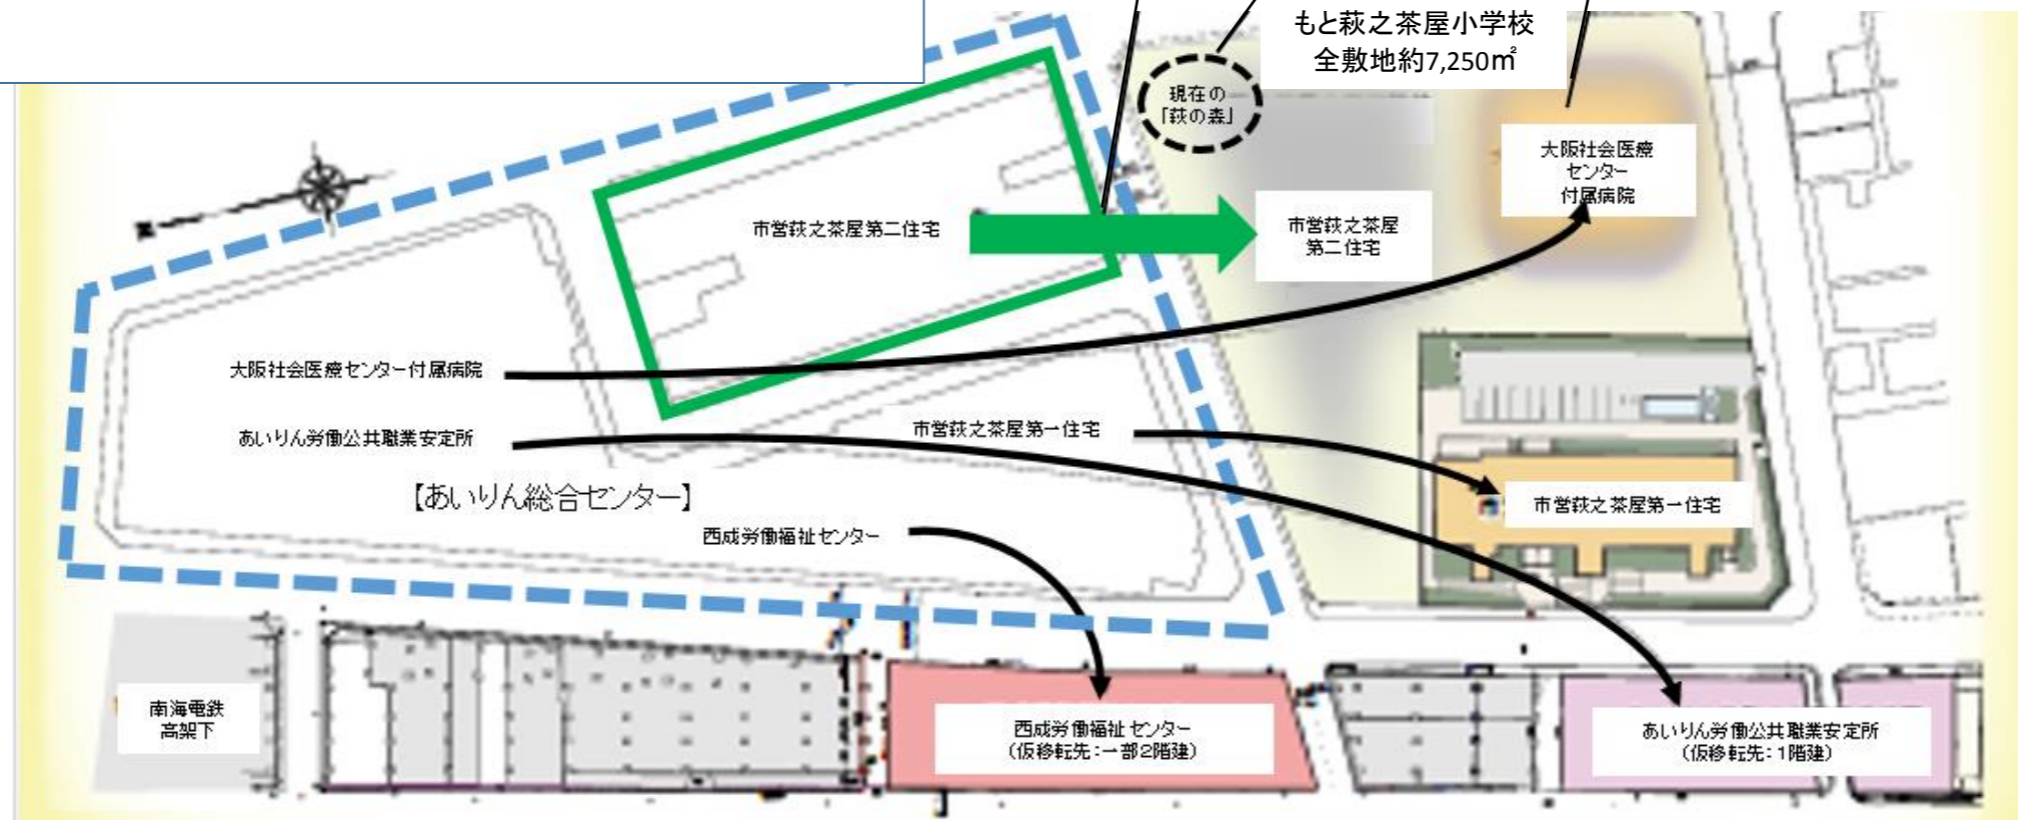 もと萩之茶屋小学校
全敷地約7,250㎡
現在の
「萩の森」
大阪社会医療
センター
付属病院
市営萩之茶屋第二住宅
市営萩之茶屋
第二住宅
大阪社会医療センター付属病院
あいりん労働公共職業安定所
市営萩之茶屋第一住宅
【あいりん総合センター】
市営萩之茶屋第一住宅
西成労働福祉センター
南海電鉄
高架下
西成労働福祉センター
（仮移転先：一部2階建）
あいりん労働公共職業安定所
（仮移転先：1階建）